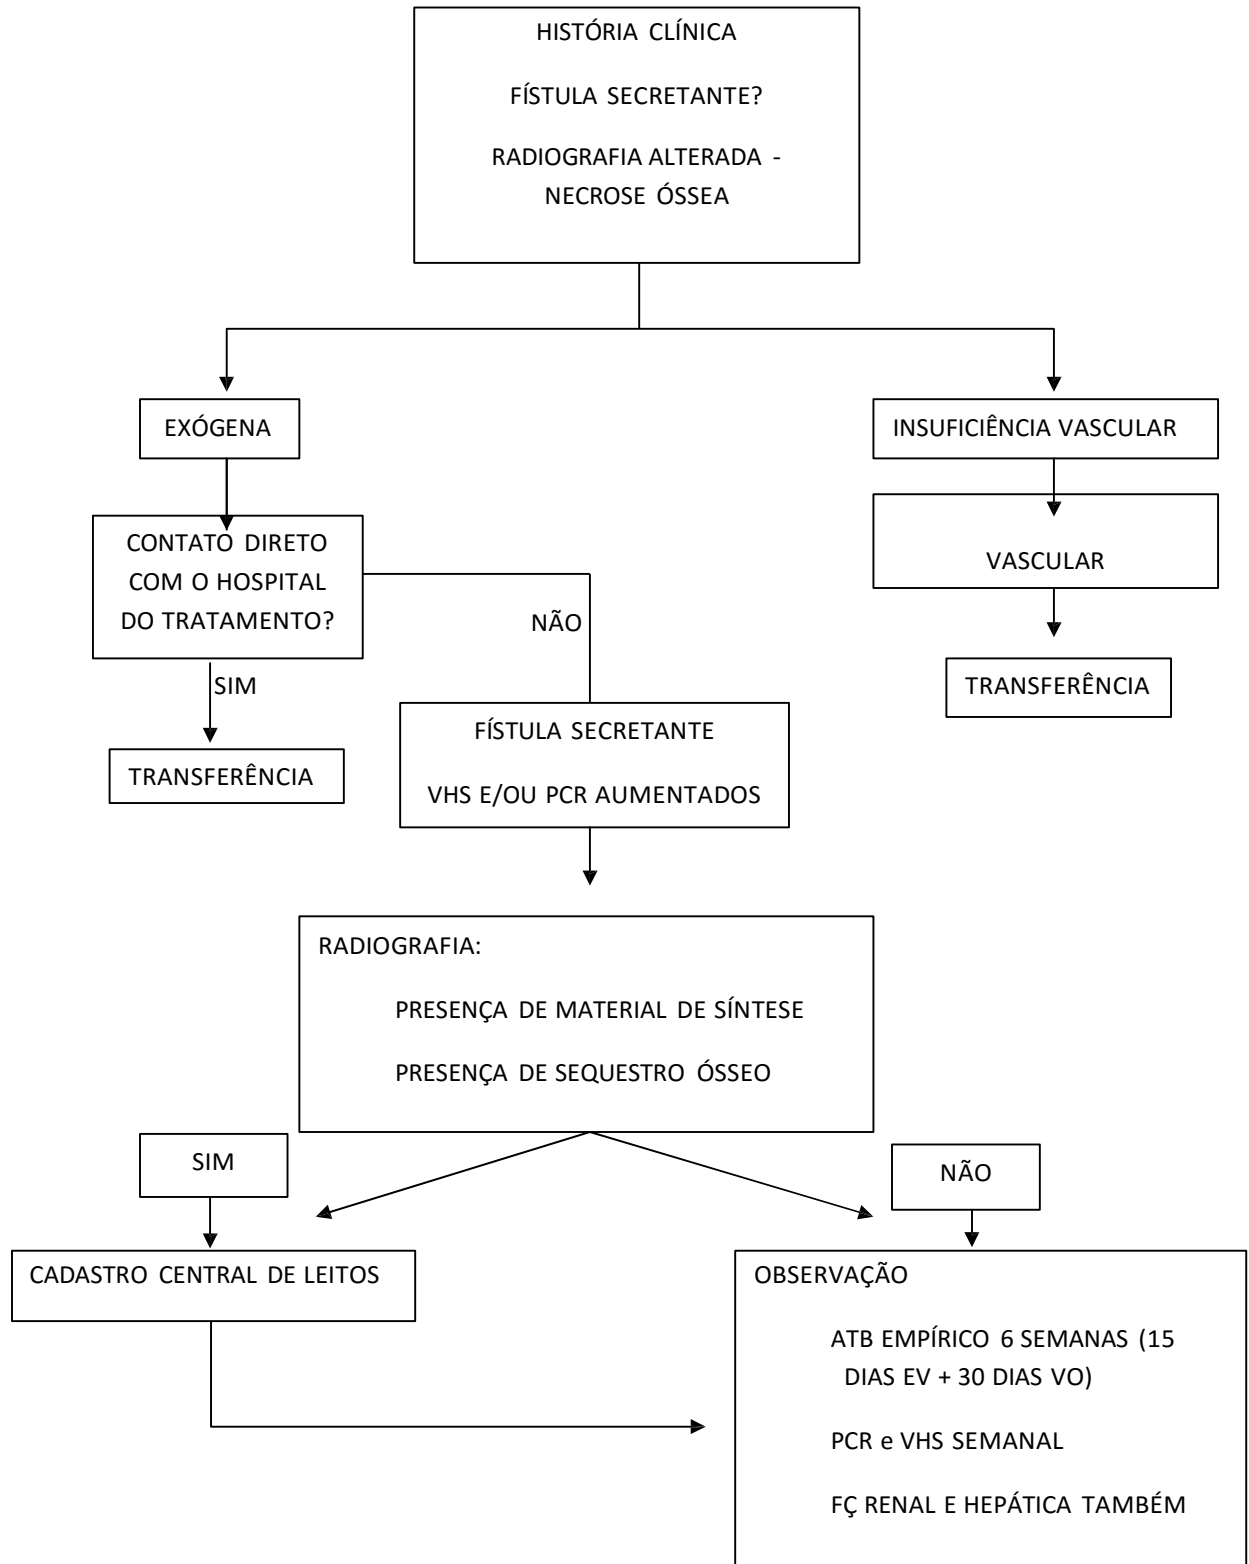 HISTÓRIA CLÍNICA
FÍSTULA SECRETANTE?
RADIOGRAFIA ALTERADA -
NECROSE ÓSSEA
EXÓGENA
INSUFICIÊNCIA VASCULAR
CONTATO DIRETO
COM O HOSPITAL
DO TRATAMENTO?
VASCULAR
NÃO
SIM
TRANSFERÊNCIA
TRANSFERÊNCIA
FÍSTULA SECRETANTE
VHS E/OU PCR AUMENTADOS
RADIOGRAFIA:
PRESENÇA DE MATERIAL DE SÍNTESE
PRESENÇA DE SEQUESTRO ÓSSEO
SIM
NÃO
CADASTRO CENTRAL DE LEITOS
OBSERVAÇÃO
ATB EMPÍRICO 6 SEMANAS (15
DIAS EV + 30 DIAS VO)
PCR e VHS SEMANAL
FÇ RENAL E HEPÁTICA TAMBÉM